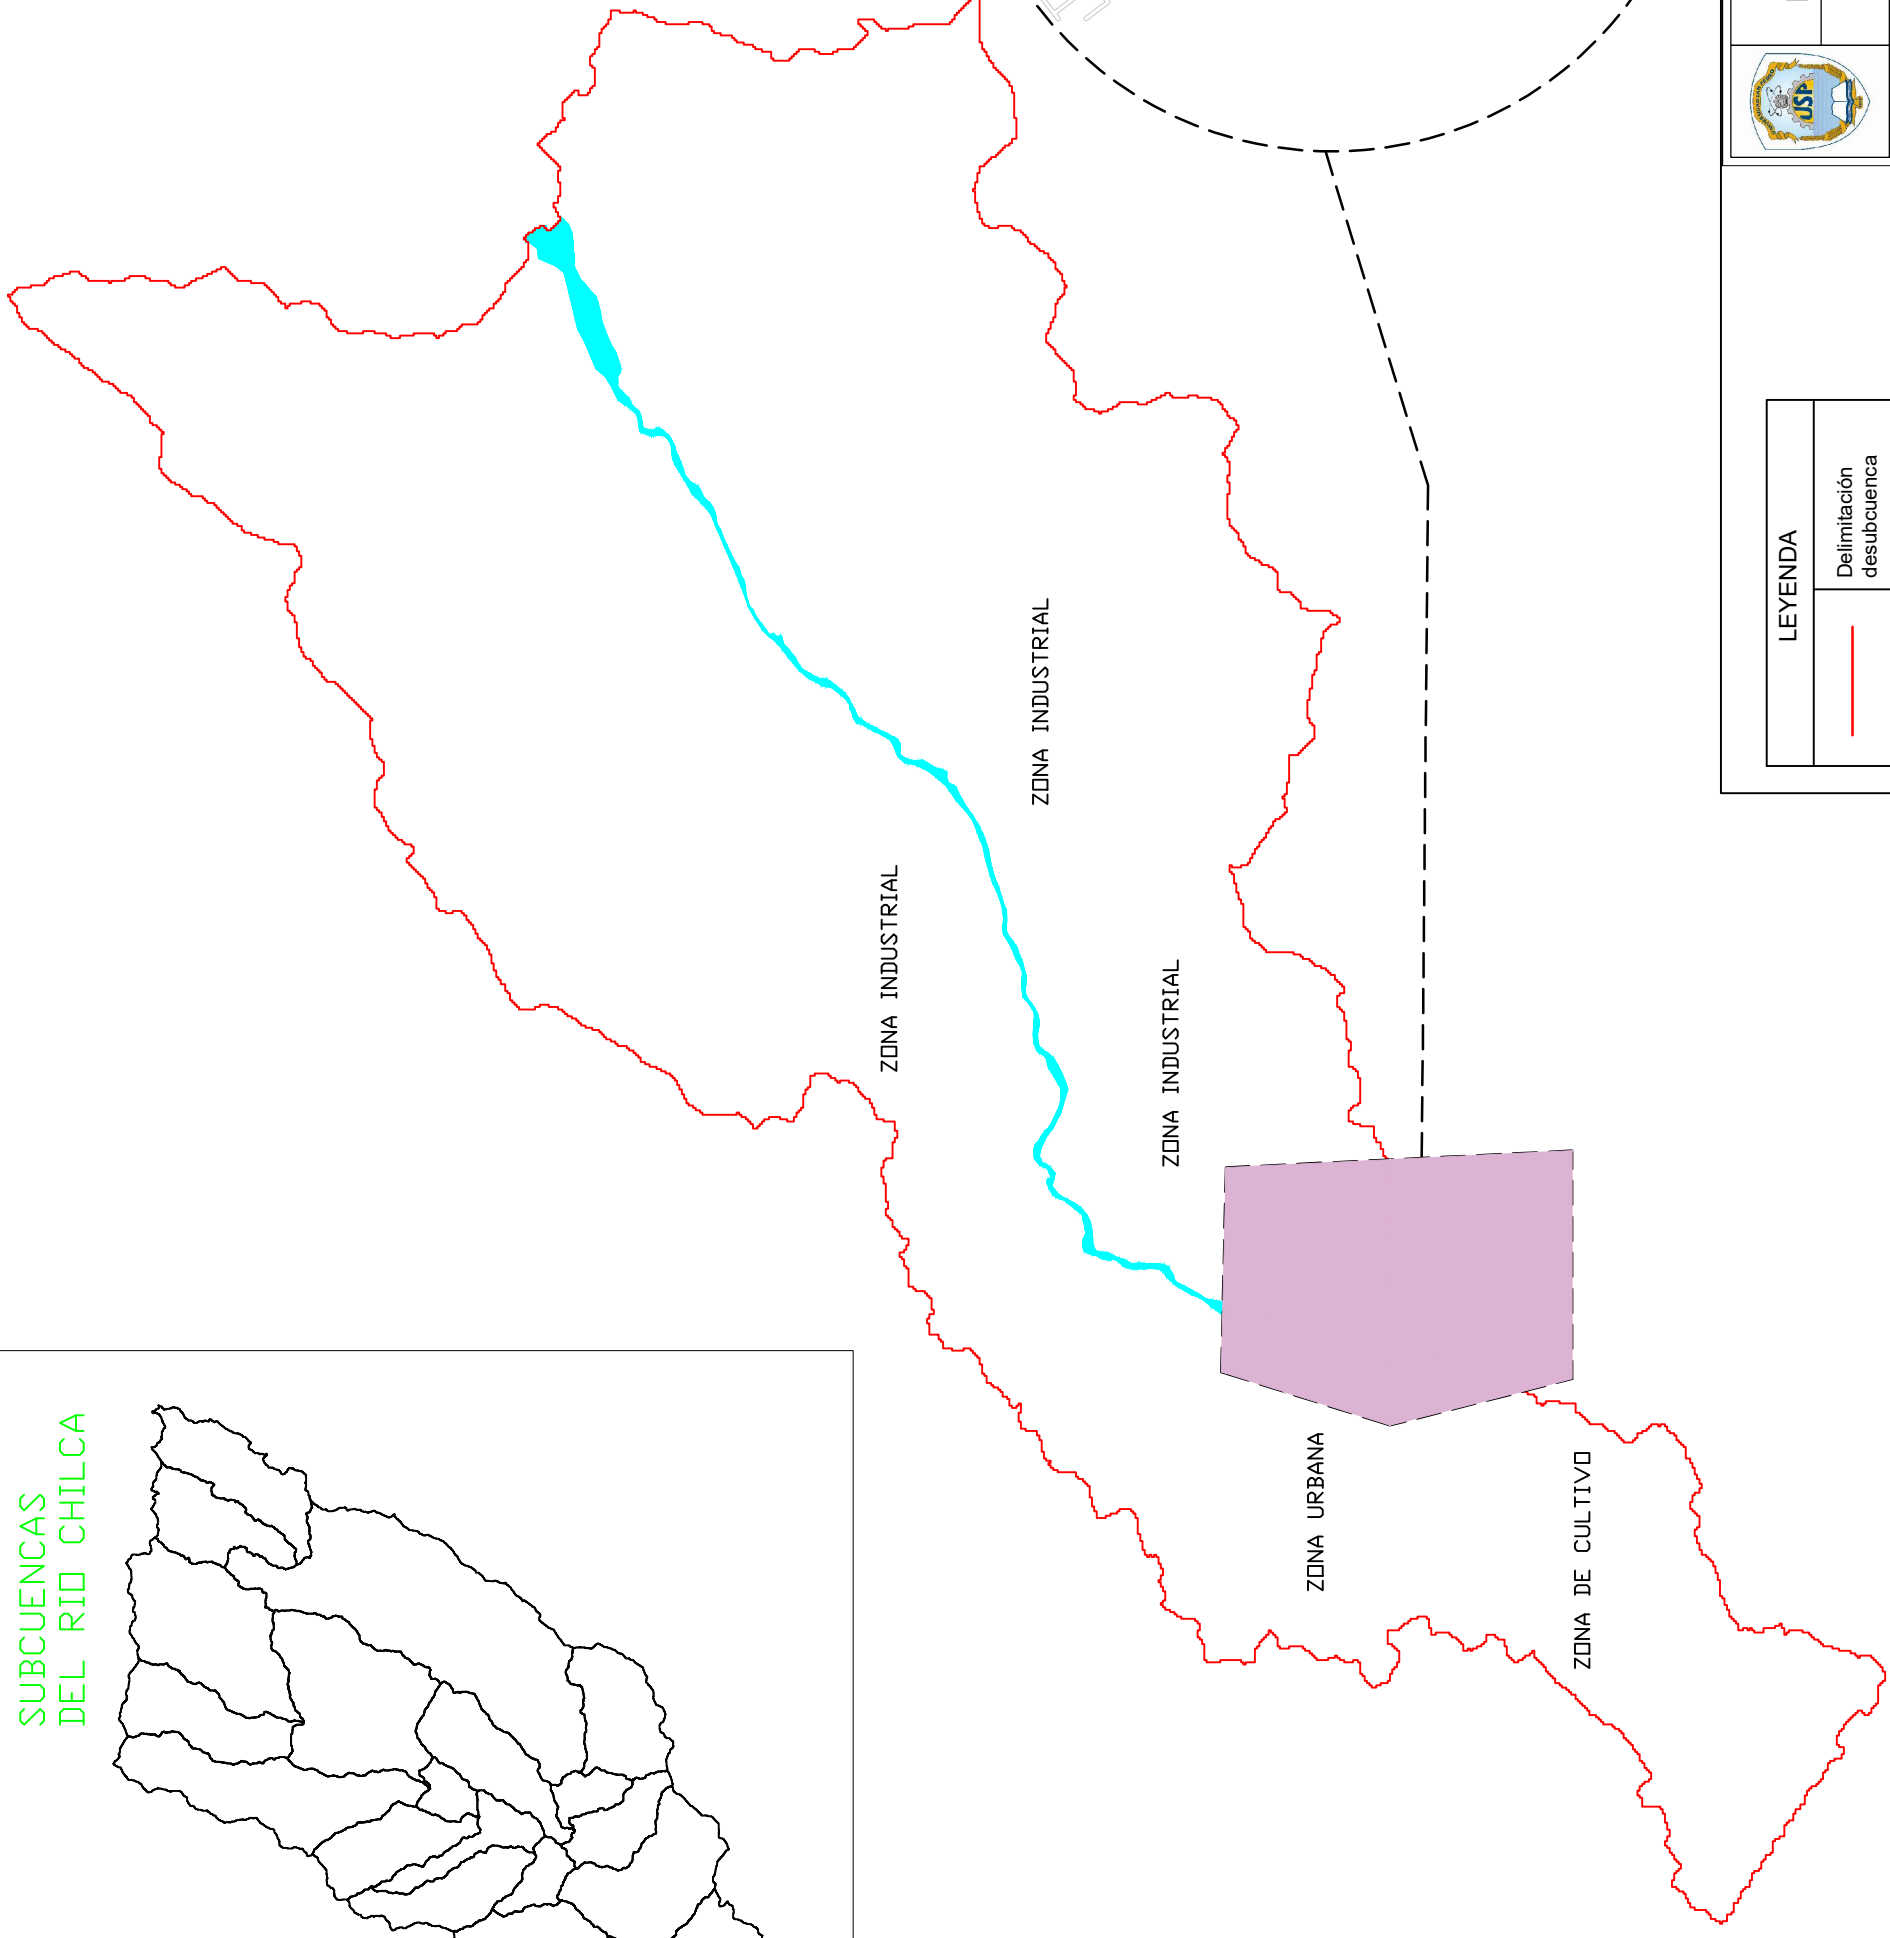 SUBCUENCAS
DEL RIO CHILCA
ZONA INDUSTRIAL
ZONA INDUSTRIAL
ZONA INDUSTRIAL
ZONA URBANA
ZONA DE CULTIVO
LEYENDA
Delimitación
desubcuenca
USP